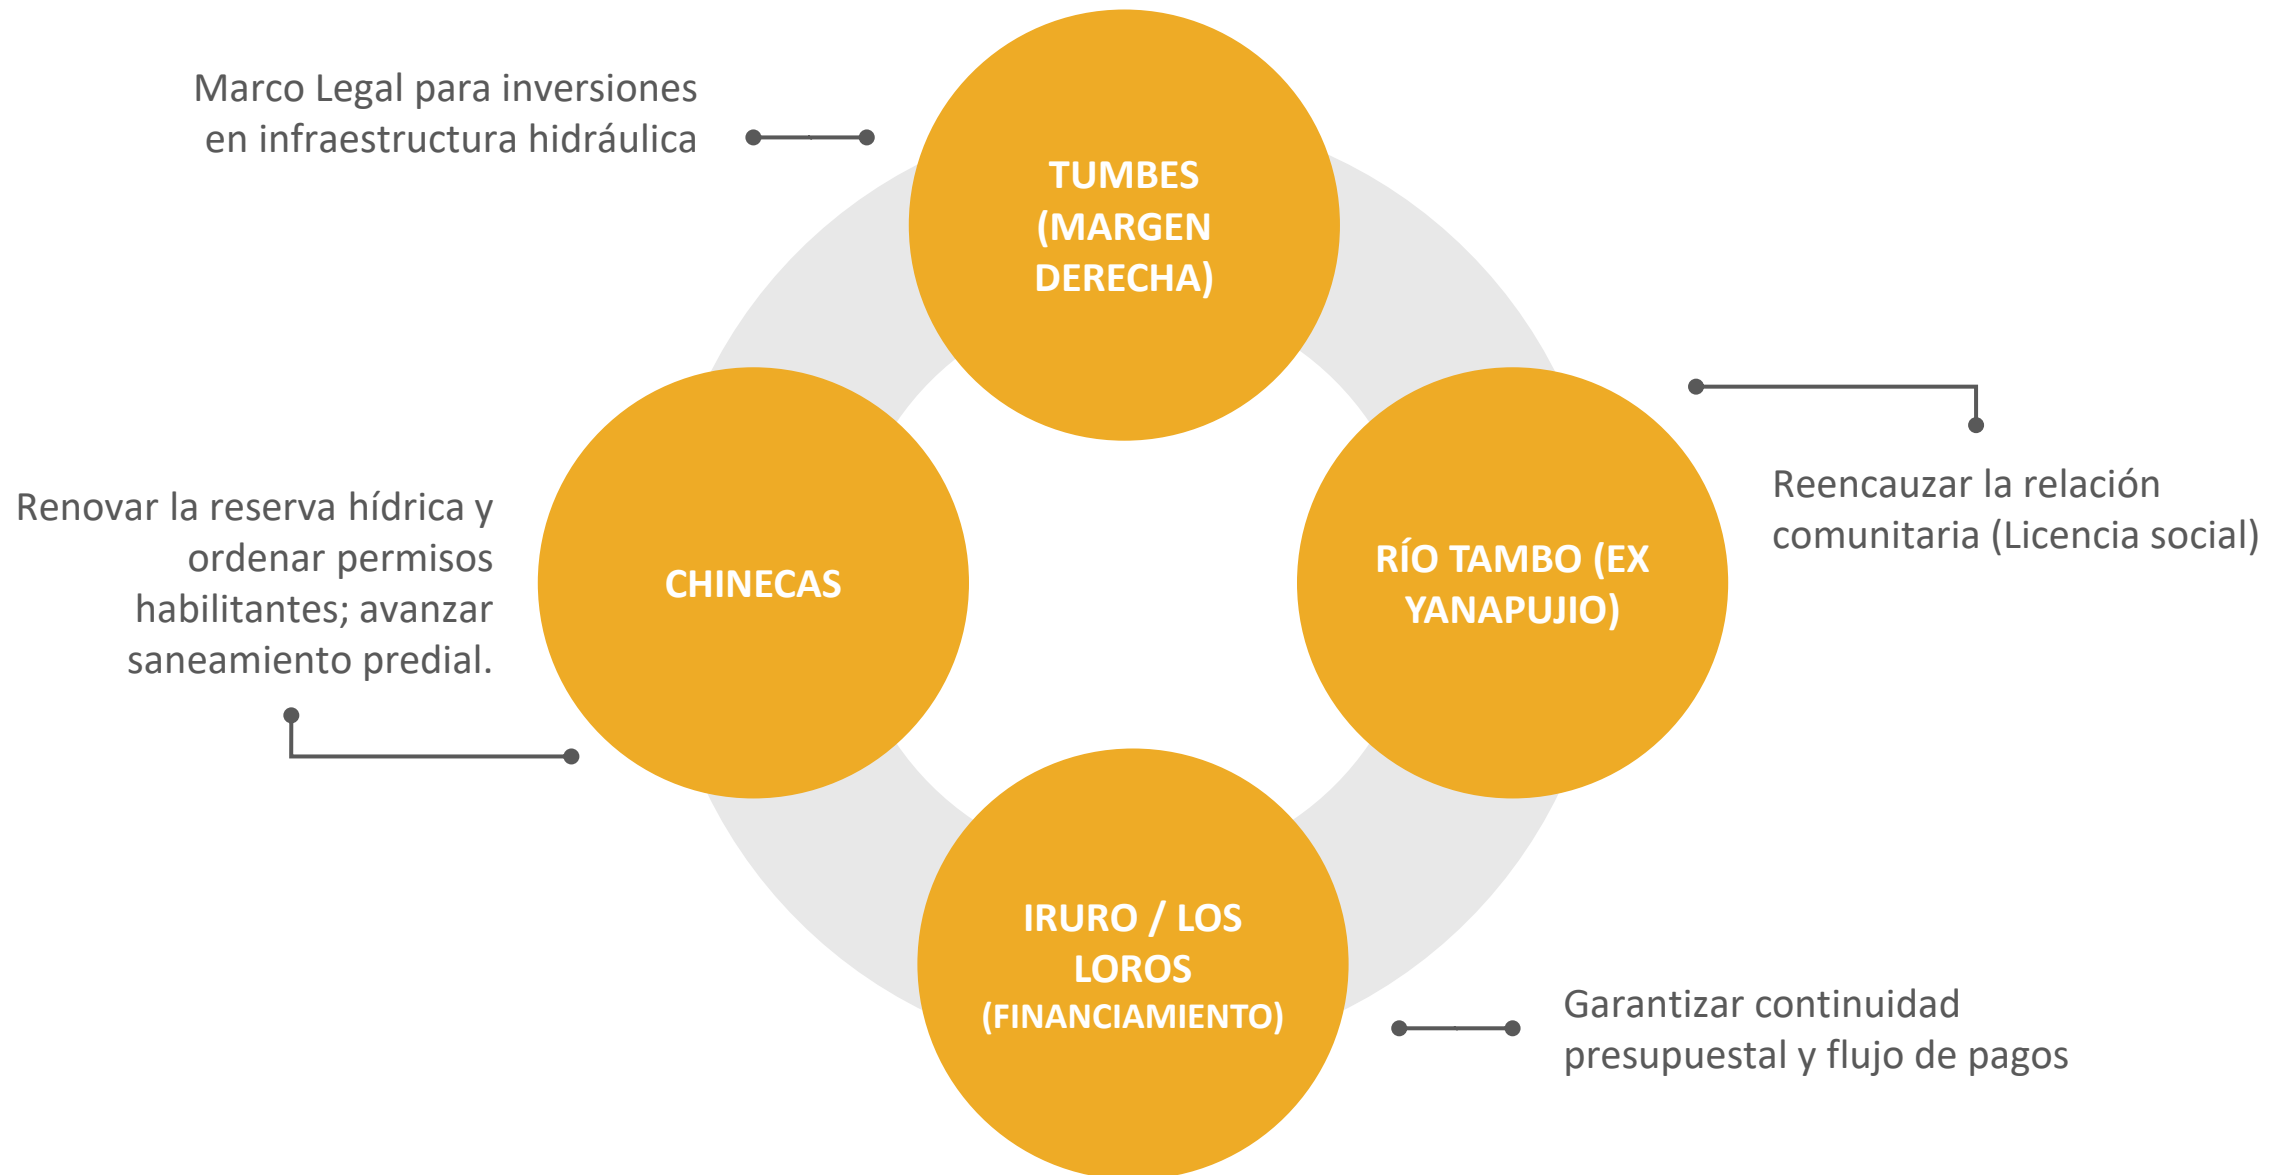 Marco Legal para inversiones
en infraestructura hidráulica
TUMBES
(MARGEN
DERECHA)
RÍO TAMBO (EX
YANAPUJIO)
Reencauzar la relación
comunitaria (Licencia social)
IRURO / LOS
LOROS
(FINANCIAMIENTO)
Garantizar continuidad
presupuestal y flujo de pagos
CHINECAS
Renovar la reserva hídrica y
ordenar permisos
habilitantes; avanzar
saneamiento predial.